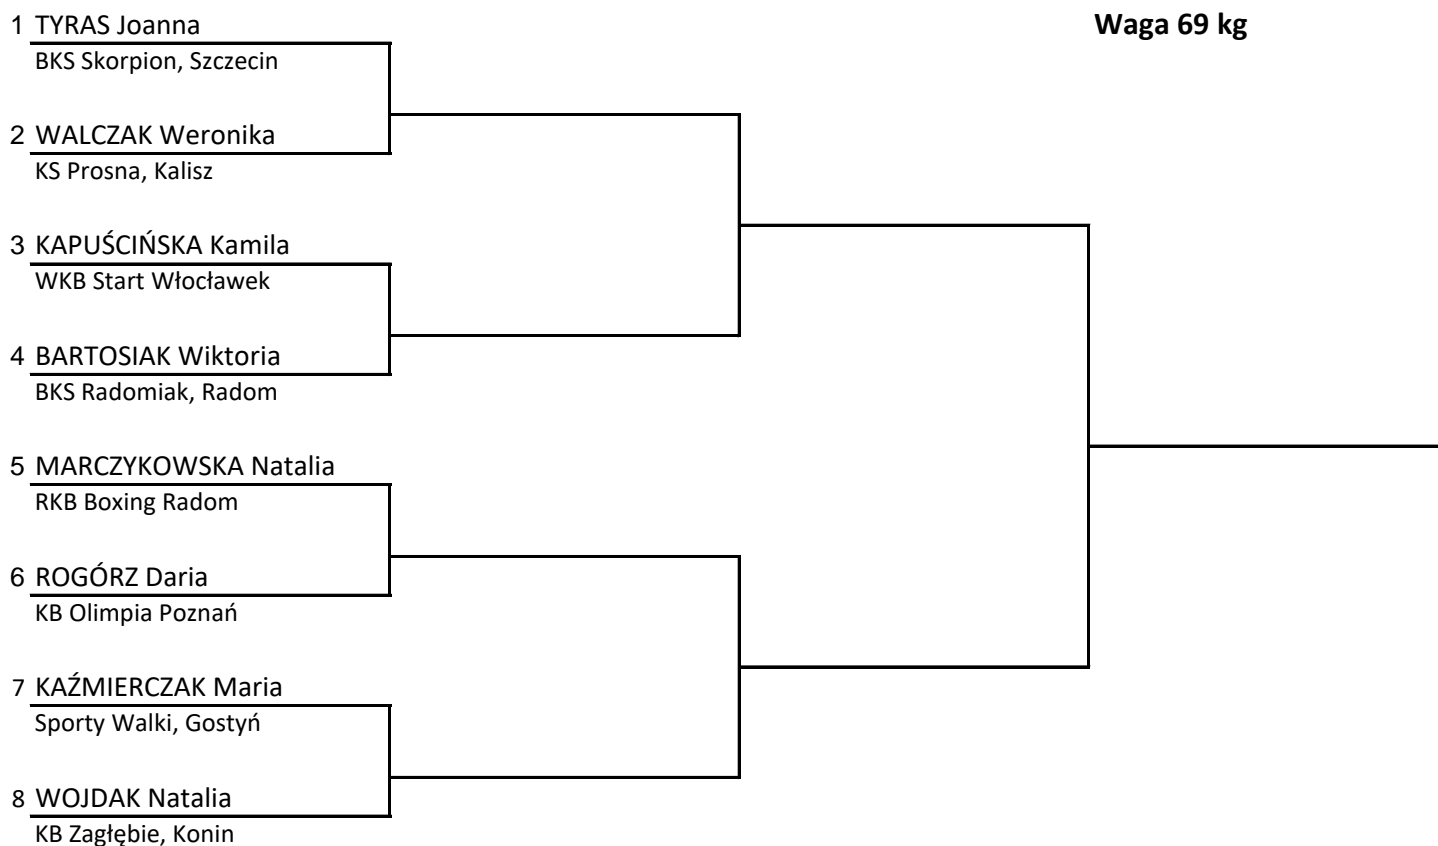 1 TYRAS Joanna
Waga 69 kg
BKS Skorpion, Szczecin
2 WALCZAK Weronika
KS Prosna, Kalisz
3 KAPUŚCIŃSKA Kamila
WKB Start Włocławek
4 BARTOSIAK Wiktoria
BKS Radomiak, Radom
5 MARCZYKOWSKA Natalia
RKB Boxing Radom
6 ROGÓRZ Daria
KB Olimpia Poznań
7 KAŹMIERCZAK Maria
Sporty Walki, Gostyń
8 WOJDAK Natalia
KB Zagłębie, Konin